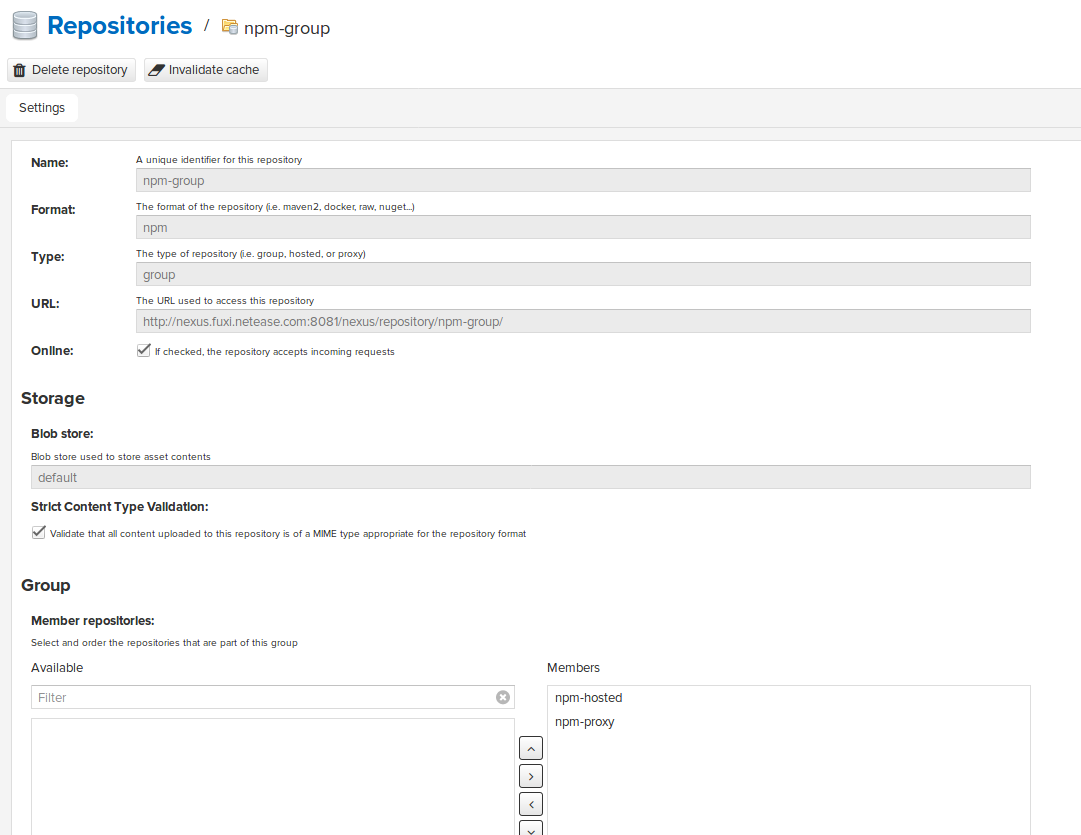 Repositories / npm-group
Delete repository Invalidate cache
Settings
Name: A unique identifier for this repository
npm-group
Format: The format of the repository (i.e. maven2, docker, raw, nuget...)
npm
Type: The type of repository (i.e. group, hosted, or proxy)
group
URL: The URL used to access this repository
http://nexus.fuxi.netease.com:8081/nexus/repository/npm-group/
Online: If checked, the repository accepts incoming requests
Storage
Blob store:
Blob store used to store asset contents
default
Strict Content Type Validation:
Validate that all content uploaded to this repository is of a MIME type appropriate for the repository format
Group
Member repositories:
Select and order the repositories that are part of this group
Available Members
Filter npm-hosted
npm-proxy